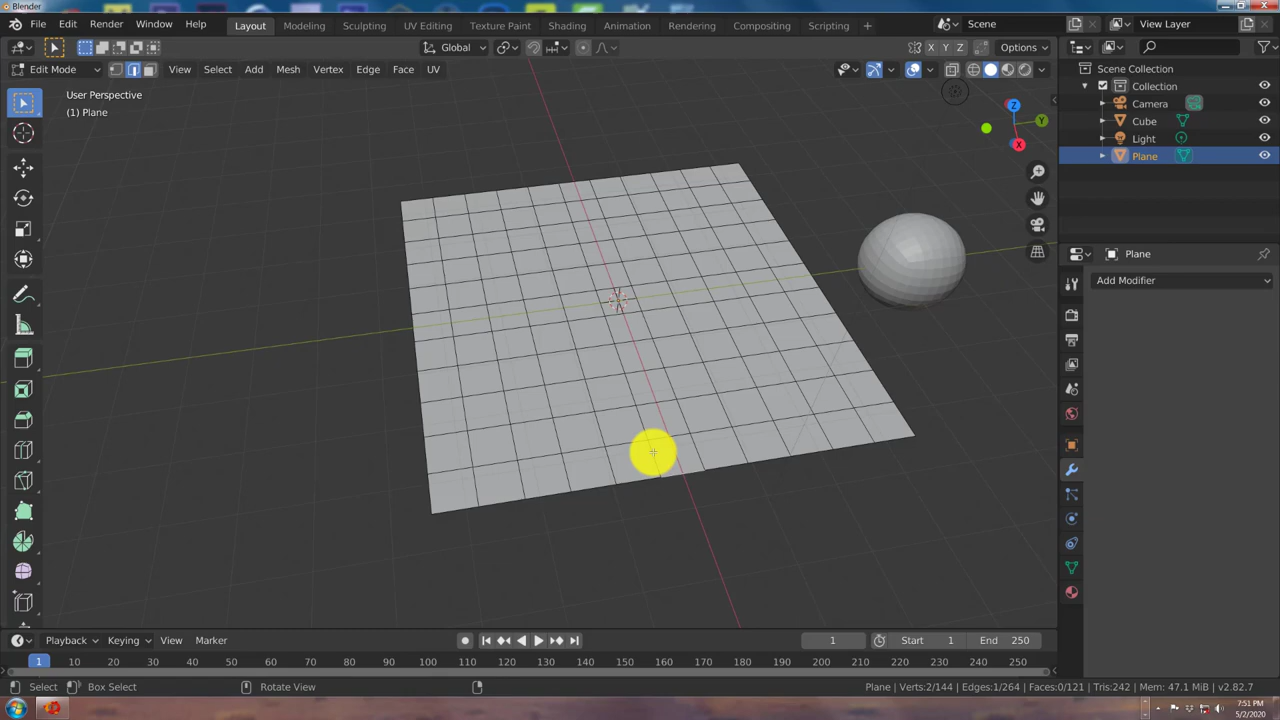 Blender
File Edit Render Window Help
Layout Modeling Sculpting UV Editing Texture Paint Shading Animation Rendering Compositing Scripting +
Scene
View Layer
Global
X Y Z
Options
Edit Mode
View Select Add Mesh Vertex Edge Face UV
User Perspective
(1) Plane
Z
Y
X
Scene Collection
Collection
Camera
Cube
Light
Plane
Plane
Add Modifier
Playback Keying View Marker
1
Start 1
End 250
1 10 20 30 40 50 60 70 80 90 100 110 120 130 140 150 160 170 180 190 200 210 220 230 240 250
Select
Box Select
Rotate View
Plane | Verts:2/144 | Edges:1/264 | Faces:0/121 | Tris:242 | Mem: 47.1 MiB | v2.82.7
7:51 PM
5/2/2020